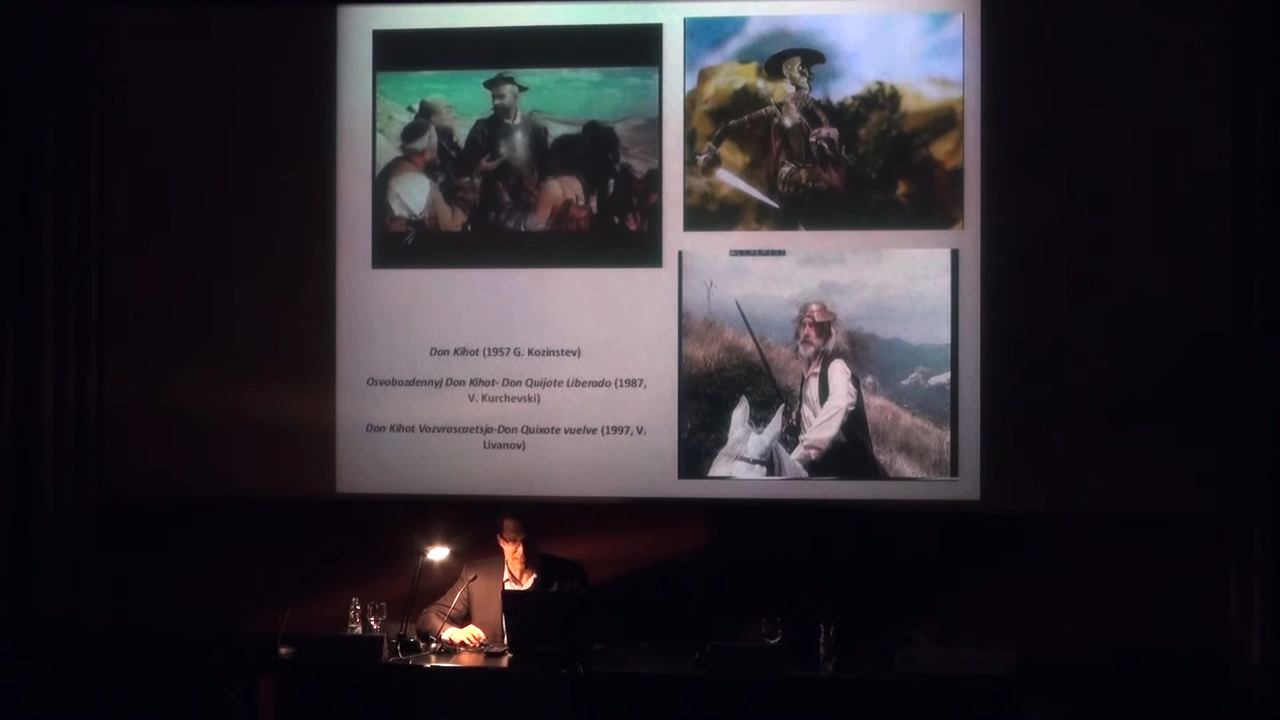 Don Kihot (1957 G. Kozinstev)
Osvobozdennyj Don Kihot- Don Quijote Liberado (1987,
V. Kurchevski)
Don Kihot Vozvrascaetsja-Don Quixote vuelve (1997, V.
Livanov)